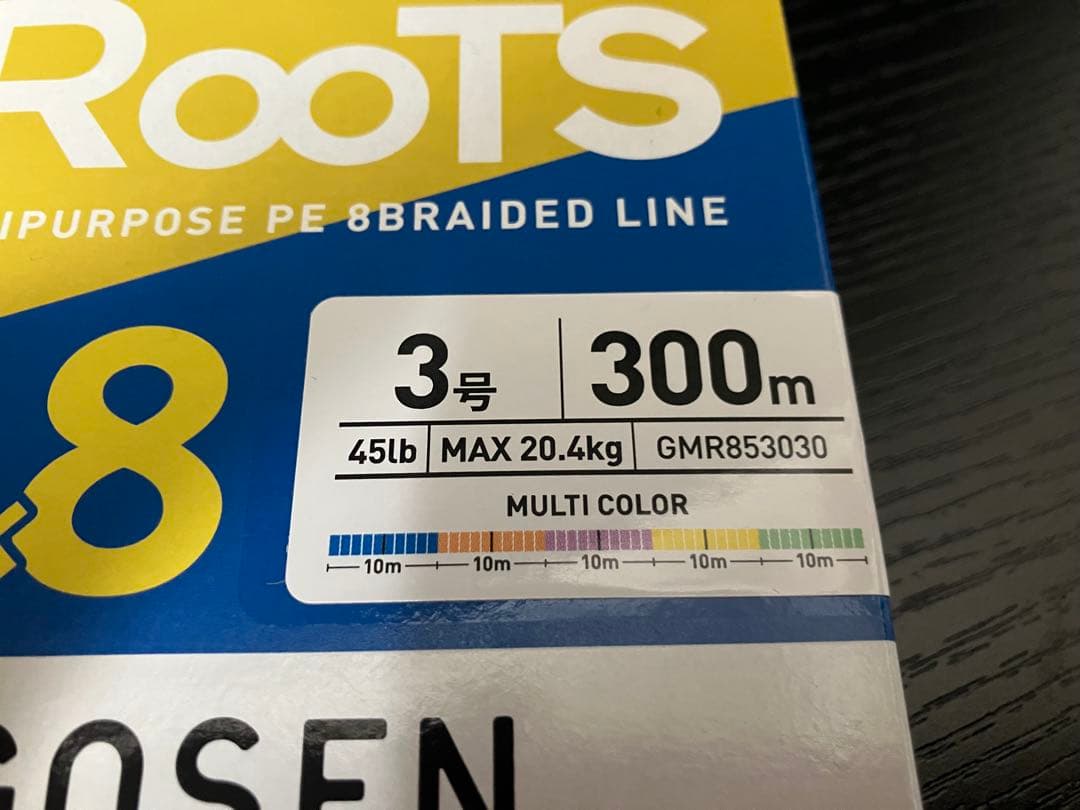 RooTS
IPURPOSE PE 8BRAIDED LINE
8
3号
300m
45lb
MAX 20.4kg
GMR853030
MULTI COLOR
10m 10m 10m 10m 10m
GOSEN